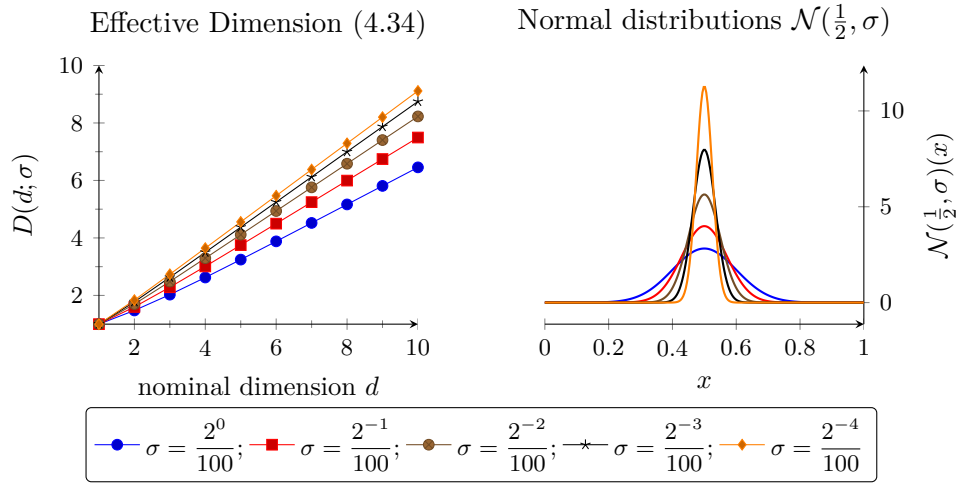 Effective Dimension (4.34)
10
8
6
4
2
D(d; σ)
2 4 6 8 10
nominal dimension d
Normal distributions 𝒩(½, σ)
10
5
0
𝒩(½, σ)(x)
0 0.2 0.4 0.6 0.8 1
x
σ = 2⁰/100; σ = 2⁻¹/100; σ = 2⁻²/100; σ = 2⁻³/100; σ = 2⁻⁴/100